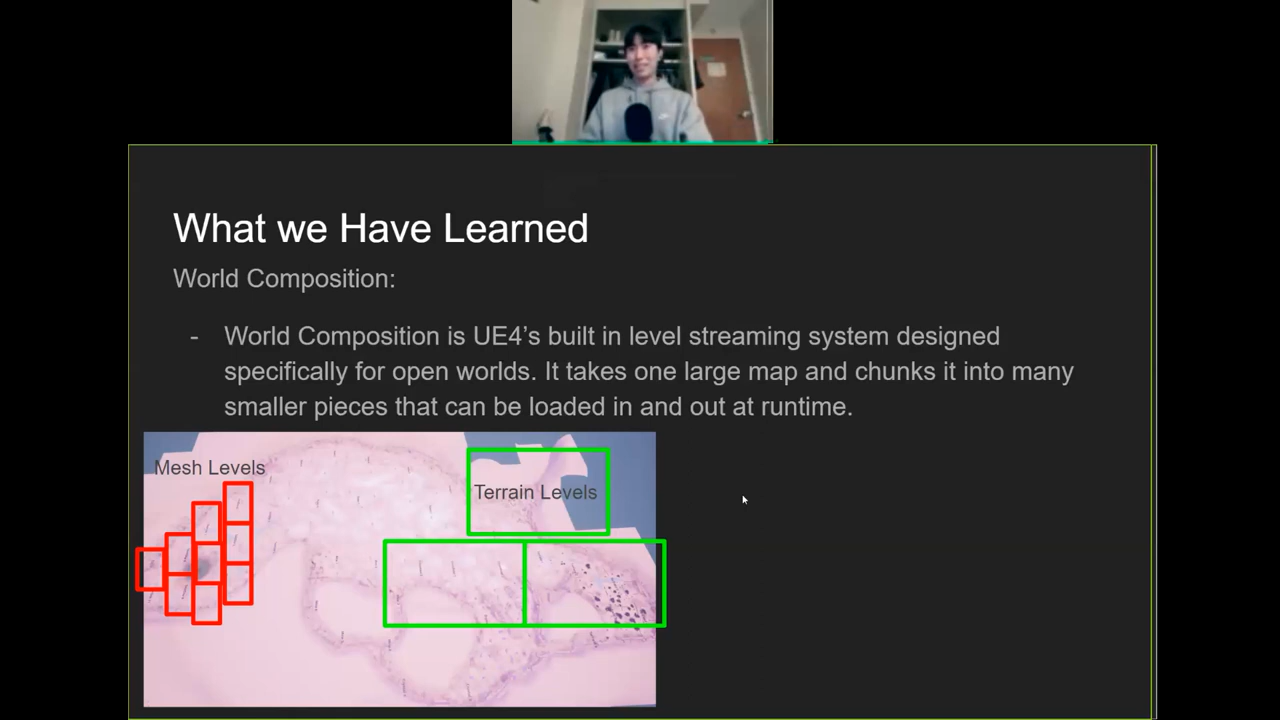 What we Have Learned
World Composition:
- World Composition is UE4's built in level streaming system designed
specifically for open worlds. It takes one large map and chunks it into many
smaller pieces that can be loaded in and out at runtime.
Mesh Levels
Terrain Levels